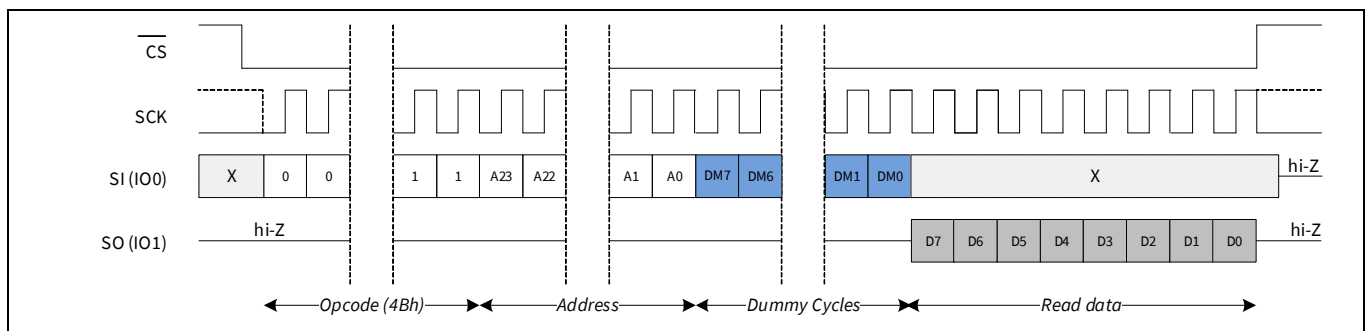 CS
SCK
SI (IO0) X 0 0 1 1 A23 A22 A1 A0 DM7 DM6 DM1 DM0 X hi-Z
SO (IO1) hi-Z D7 D6 D5 D4 D3 D2 D1 D0 hi-Z
Opcode (4Bh) Address Dummy Cycles Read data